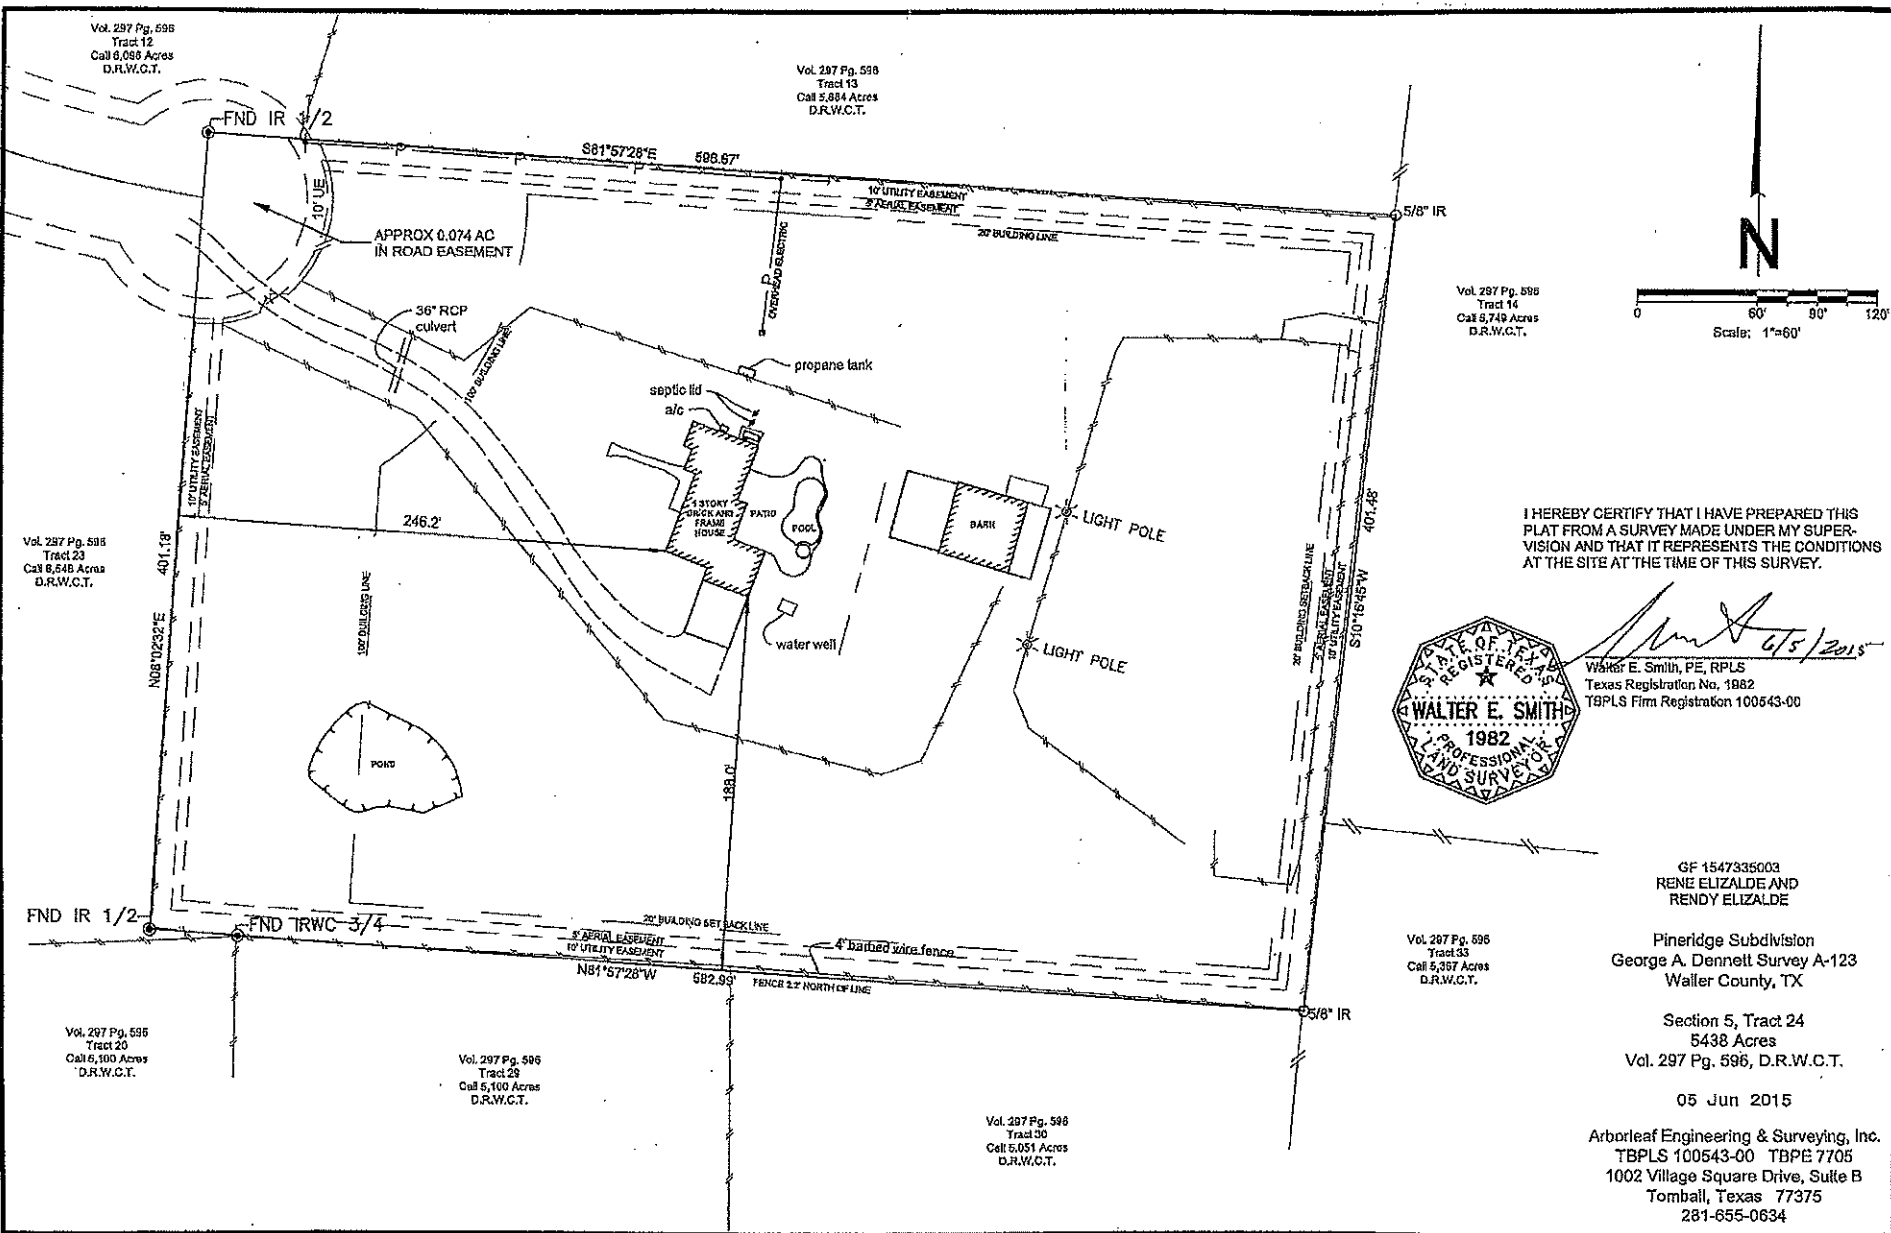 Vol. 297 Pg. 596
Tract 12
Call 6,096 Acres
D.R.W.C.T.
Vol. 297 Pg. 596
Tract 13
Call 5,684 Acres
D.R.W.C.T.
FND IR 1/2
S81°57'28"E 596.67'
10' UTILITY EASEMENT
5' AERIAL EASEMENT
20' BUILDING LINE
5/8" IR
10' UE
APPROX 0.074 AC
IN ROAD EASEMENT
OVERHEAD ELECTRIC
P
N
0 60' 90' 120'
Scale: 1"=60'
Vol. 297 Pg. 596
Tract 14
Call 5,749 Acres
D.R.W.C.T.
36" RCP
culvert
100' BUILDING LINE
propane tank
septic lid
a/c
1 STORY
BRICK AND
FRAME
HOUSE
PATIO
POOL
BARN
LIGHT POLE
LIGHT POLE
water well
10' UTILITY EASEMENT
5' AERIAL EASEMENT
246.2'
401.18'
N08°02'32"E
Vol. 297 Pg. 596
Tract 23
Call 6,546 Acres
D.R.W.C.T.
100' BUILDING LINE
POND
188.0'
401.48'
S10°16'45"W
20' BUILDING SETBACK LINE
5' AERIAL EASEMENT
10' UTILITY EASEMENT
I HEREBY CERTIFY THAT I HAVE PREPARED THIS
PLAT FROM A SURVEY MADE UNDER MY SUPER-
VISION AND THAT IT REPRESENTS THE CONDITIONS
AT THE SITE AT THE TIME OF THIS SURVEY.
6/5/2015
Walter E. Smith, PE, RPLS
Texas Registration No. 1982
TBPLS Firm Registration 100543-00
STATE OF TEXAS
REGISTERED
WALTER E. SMITH
1982
PROFESSIONAL
LAND SURVEYOR
FND IR 1/2
FND IRWC 3/4
20' BUILDING SET BACK LINE
5' AERIAL EASEMENT
10' UTILITY EASEMENT
4' barbed wire fence
N81°57'28"W 582.99'
FENCE 2.2' NORTH OF LINE
5/8" IR
Vol. 297 Pg. 596
Tract 33
Call 5,367 Acres
D.R.W.C.T.
Vol. 297 Pg. 596
Tract 20
Call 6,100 Acres
D.R.W.C.T.
Vol. 297 Pg. 596
Tract 29
Call 5,100 Acres
D.R.W.C.T.
Vol. 297 Pg. 596
Tract 30
Call 5.051 Acres
D.R.W.C.T.
GF 1547335003
RENE ELIZALDE AND
RENDY ELIZALDE
Pineridge Subdivision
George A. Dennett Survey A-123
Waller County, TX
Section 5, Tract 24
5438 Acres
Vol. 297 Pg. 596, D.R.W.C.T.
05 Jun 2015
Arborleaf Engineering & Surveying, Inc.
TBPLS 100543-00 TBPE 7705
1002 Village Square Drive, Suite B
Tomball, Texas 77375
281-655-0634